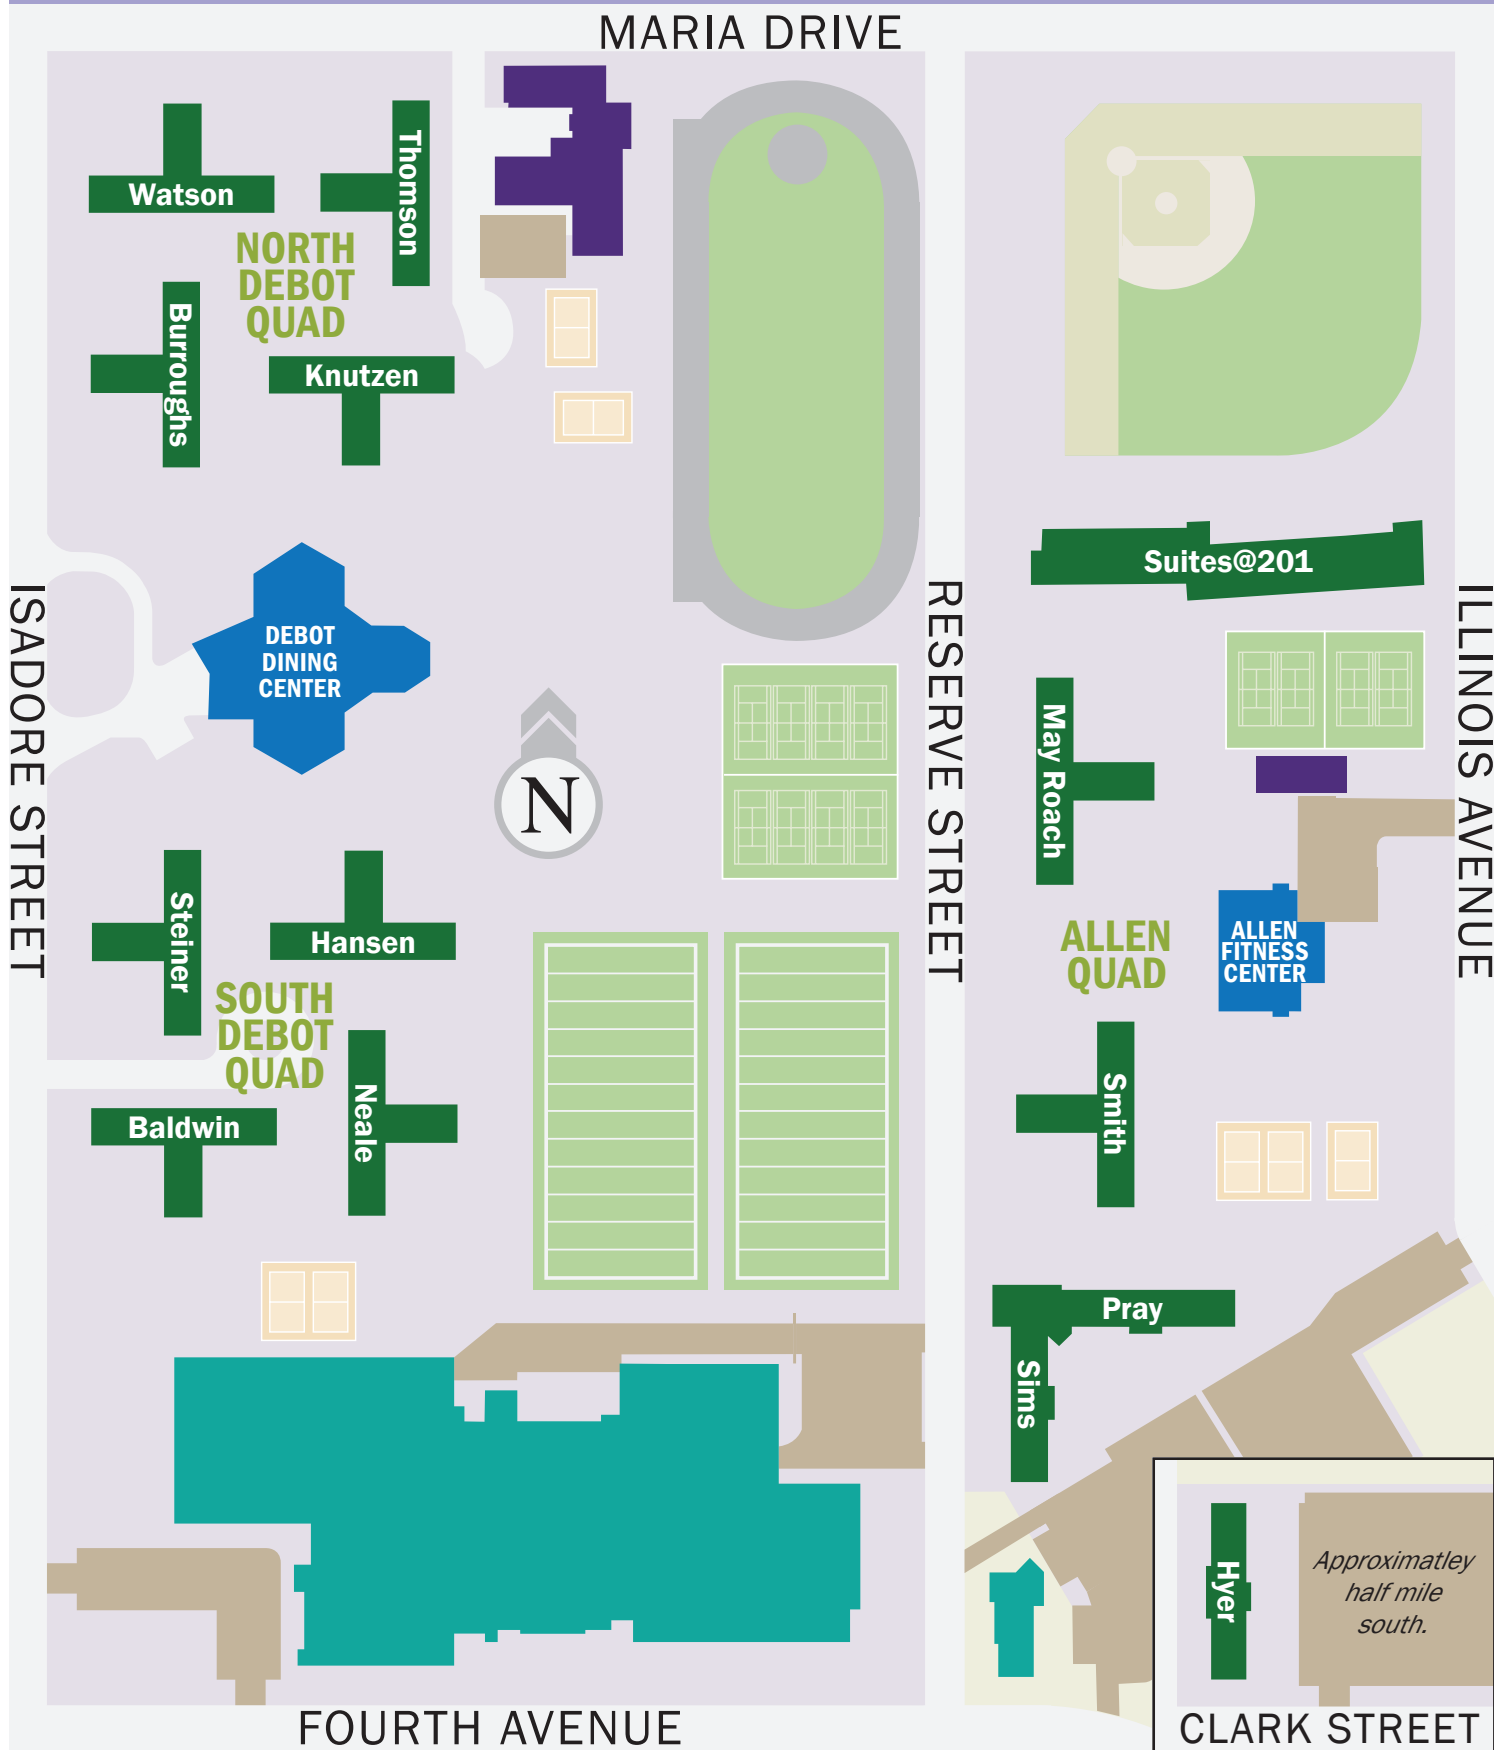 MARIA DRIVE
Watson
Thomson
NORTH
DEBOT
QUAD
Burroughs
Knutzen
Suites@201
ISADORE STREET
DEBOT
DINING
CENTER
RESERVE STREET
ILLINOIS AVENUE
N
May Roach
Steiner
Hansen
ALLEN
QUAD
ALLEN
FITNESS
CENTER
SOUTH
DEBOT
QUAD
Neale
Baldwin
Smith
Pray
Sims
Hyer
Approximatley
half mile
south.
FOURTH AVENUE
CLARK STREET